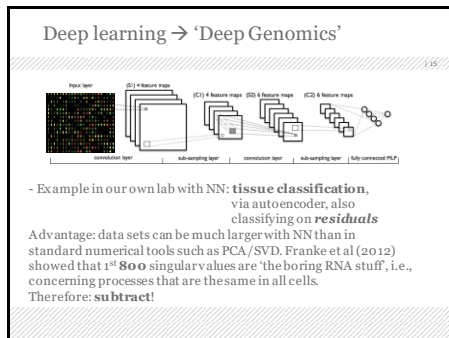 Deep learning → 'Deep Genomics'
| 15
Input layer
(S1) 4 feature maps
(C1) 4 feature maps
(S2) 6 feature maps
(C2) 6 feature maps
convolution layer
sub-sampling layer
convolution layer
sub-sampling layer
fully connected MLP
- Example in our own lab with NN: tissue classification,
via autoencoder, also
classifying on residuals
Advantage: data sets can be much larger with NN than in
standard numerical tools such as PCA/SVD. Franke et al (2012)
showed that 1st 800 singular values are 'the boring RNA stuff', i.e.,
concerning processes that are the same in all cells.
Therefore: subtract!